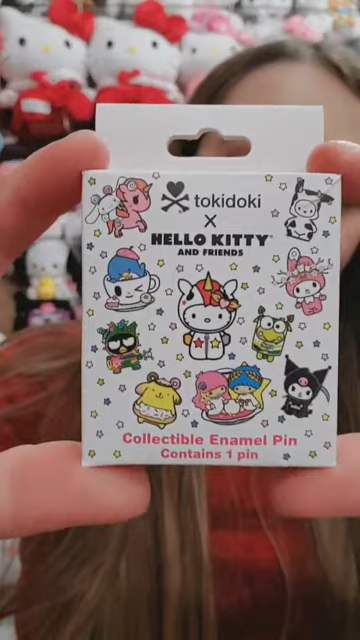 tokidoki
X
HELLO KITTY
AND FRIENDS
Collectible Enamel Pin
Contains 1 pin